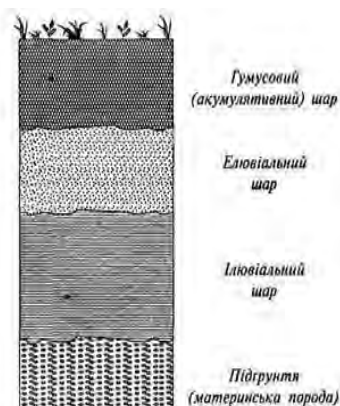 Гумусовий
(акумулятивний) шар
Елювіальний
шар
Ілювіальний
шар
Підґрунтя
(материнська порода)